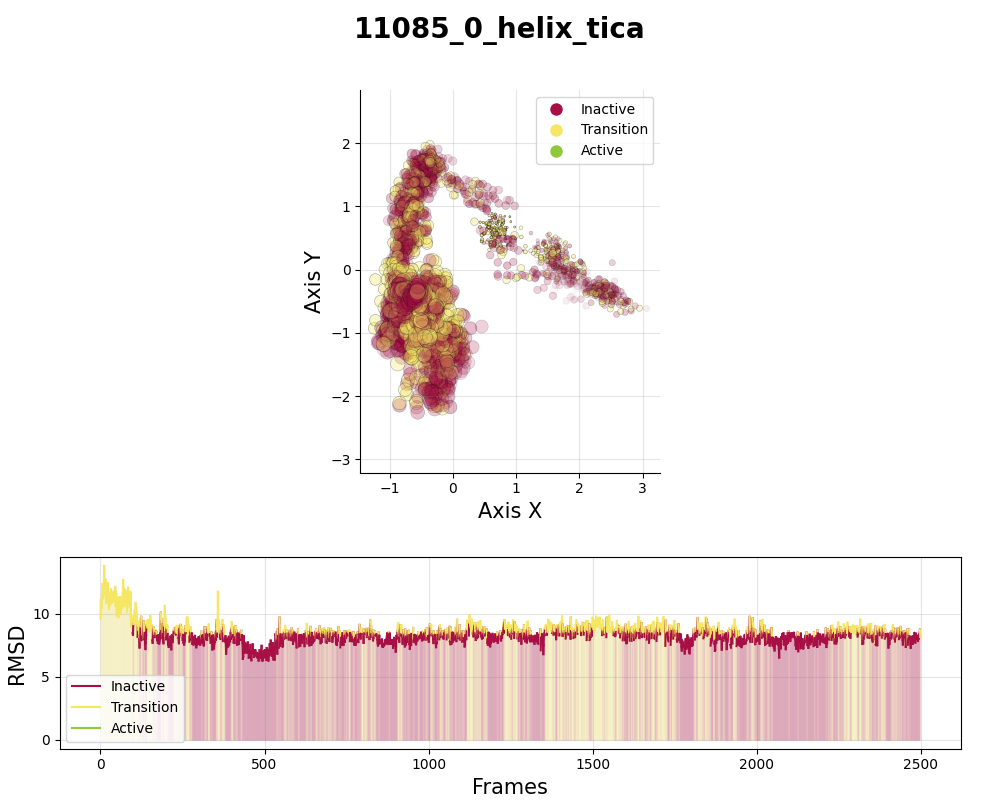 11085_0_helix_tica
Inactive
Transition
Active
2
1
0
−1
−2
−3
Axis Y
−1 0 1 2 3
Axis X
10
5
0
RMSD
Inactive
Transition
Active
0 500 1000 1500 2000 2500
Frames